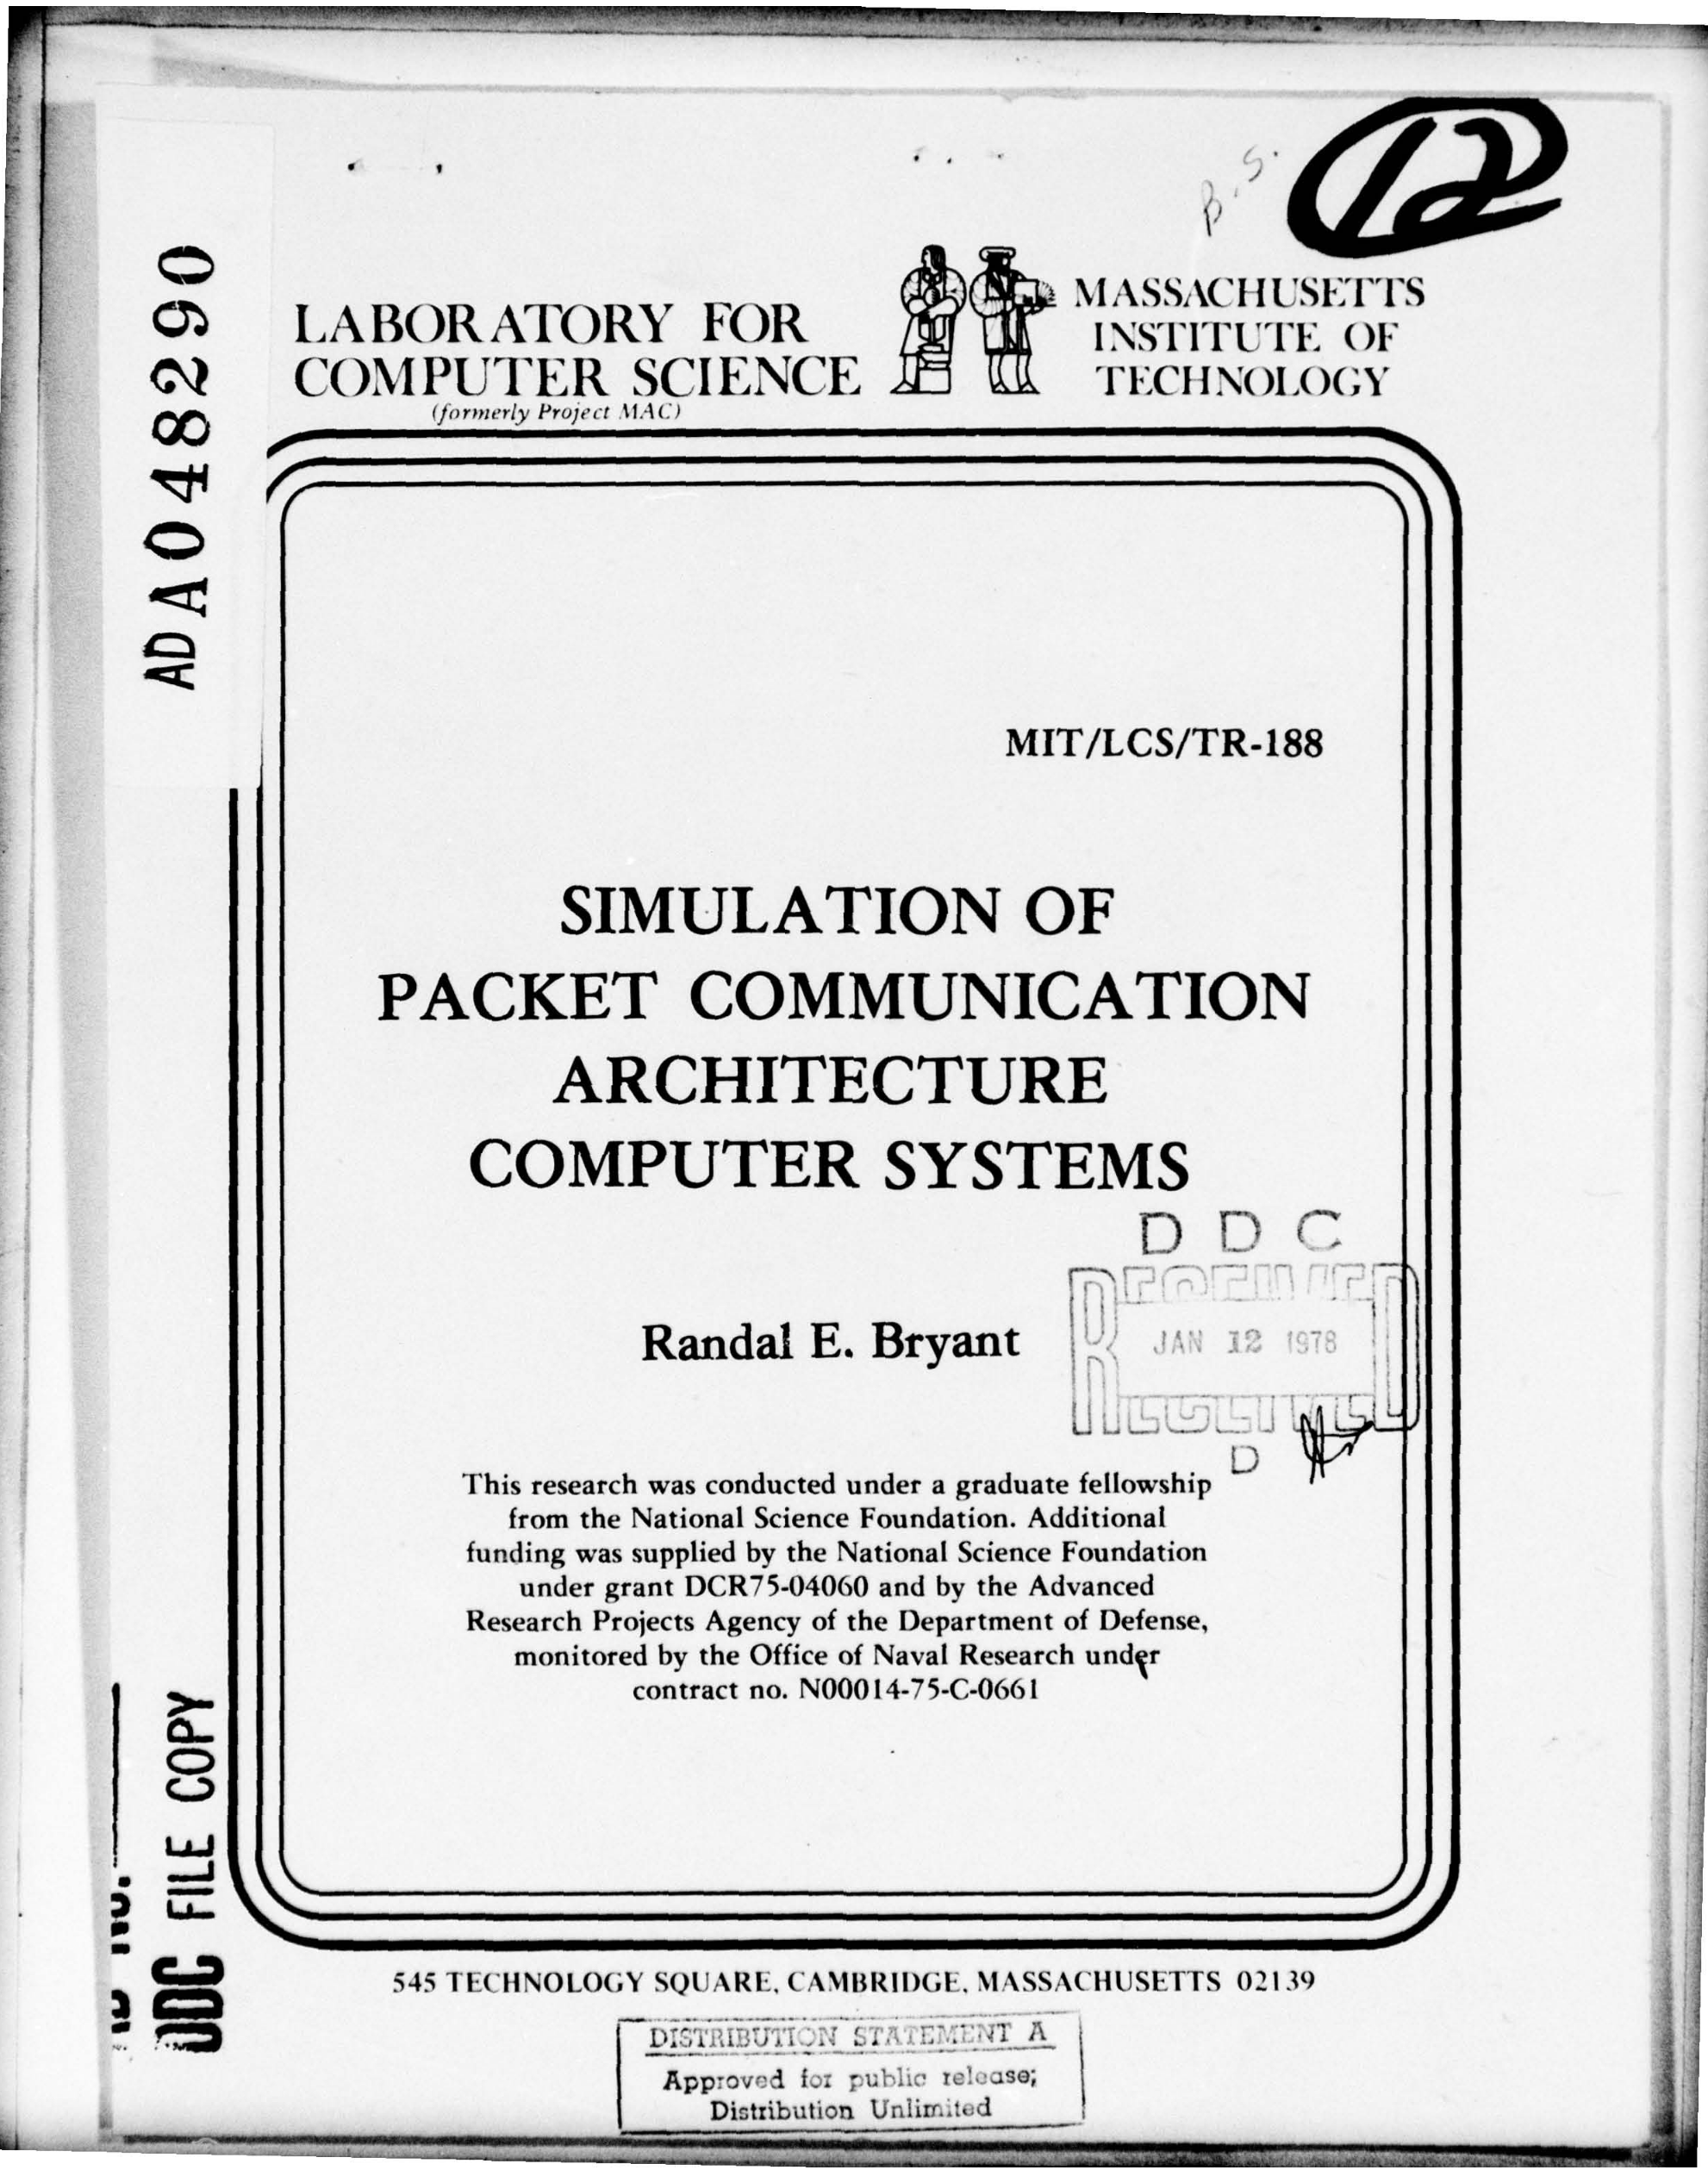 B.S.
12
ADA048290
LABORATORY FOR
COMPUTER SCIENCE
(formerly Project MAC)
MASSACHUSETTS
INSTITUTE OF
TECHNOLOGY
MIT/LCS/TR-188
SIMULATION OF
PACKET COMMUNICATION
ARCHITECTURE
COMPUTER SYSTEMS
D D C
RECEIVED
JAN 12 1978
RECEIVED
D
Randal E. Bryant
This research was conducted under a graduate fellowship
from the National Science Foundation. Additional
funding was supplied by the National Science Foundation
under grant DCR75-04060 and by the Advanced
Research Projects Agency of the Department of Defense,
monitored by the Office of Naval Research under
contract no. N00014-75-C-0661
DDC FILE COPY
545 TECHNOLOGY SQUARE, CAMBRIDGE, MASSACHUSETTS 02139
DISTRIBUTION STATEMENT A
Approved for public release;
Distribution Unlimited